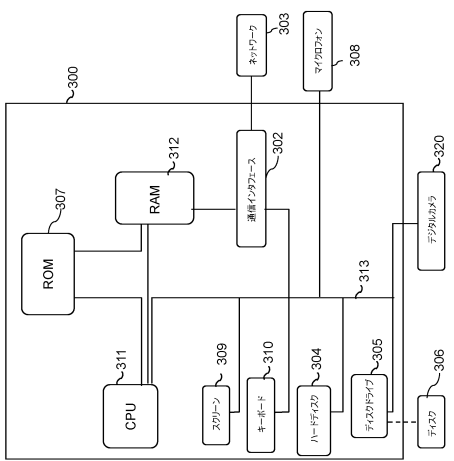 300
ネットワーク
303
マイクロフォン
308
ROM
307
RAM
312
通信インタフェース
302
CPU
311
スクリーン
309
キーボード
310
ハードディスク
304
ディスクドライブ
305
313
デジタルカメラ
320
ディスク
306